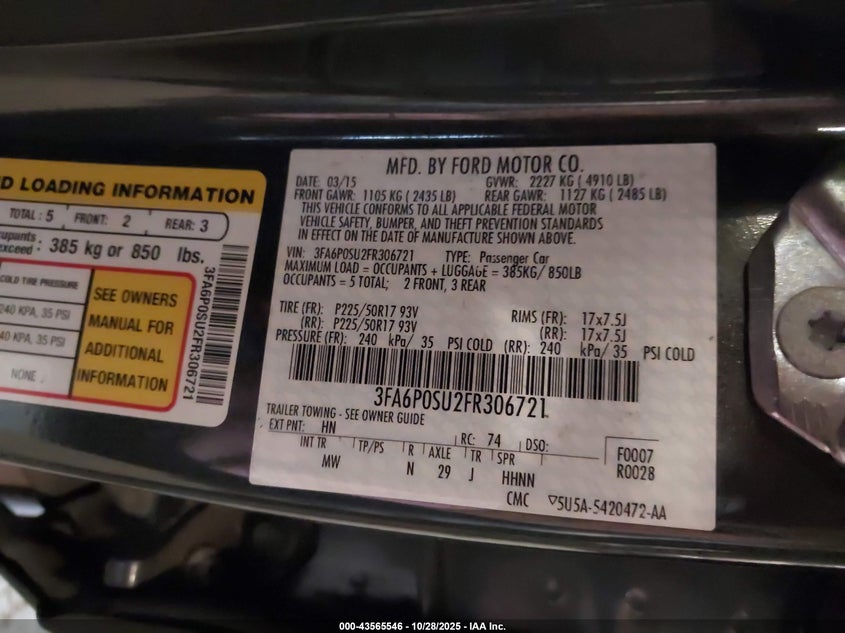 D LOADING INFORMATION
TOTAL: 5 FRONT: 2 REAR: 3
upants
xceed: 385 kg or 850 lbs.
COLD TIRE PRESSURE
240 KPA, 35 PSI
240 KPA, 35 PSI
NONE
SEE OWNERS
MANUAL FOR
ADDITIONAL
INFORMATION
3FA6P0SU2FR306721
MFD. BY FORD MOTOR CO.
DATE: 03/15 GVWR: 2227 KG ( 4910 LB)
FRONT GAWR: 1105 KG ( 2435 LB) REAR GAWR: 1127 KG ( 2485 LB)
THIS VEHICLE CONFORMS TO ALL APPLICABLE FEDERAL MOTOR
VEHICLE SAFETY, BUMPER, AND THEFT PREVENTION STANDARDS
IN EFFECT ON THE DATE OF MANUFACTURE SHOWN ABOVE.
VIN: 3FA6P0SU2FR306721 TYPE: Passenger Car
MAXIMUM LOAD = OCCUPANTS + LUGGAGE = 385KG/ 850LB
OCCUPANTS = 5 TOTAL; 2 FRONT, 3 REAR
TIRE (FR): P225/50R17 93V RIMS (FR): 17x7.5J
(RR): P225/50R17 93V (RR): 17x7.5J
PRESSURE (FR): 240 kPa/ 35 PSI COLD (RR): 240 kPa/ 35 PSI COLD
3FA6P0SU2FR306721
TRAILER TOWING - SEE OWNER GUIDE
EXT PNT: HN RC: 74 DSO:
INT TR TP/PS R AXLE TR SPR F0007
MW N 29 J HHNN R0028
CMC ▽5U5A-5420472-AA
000-43565546 - 10/28/2025 - IAA Inc.